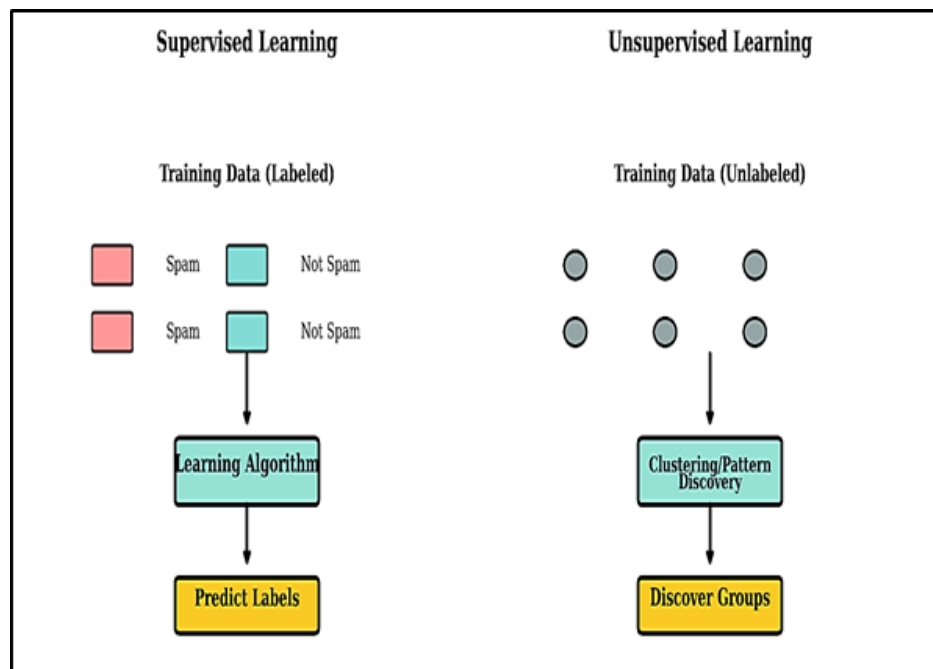 Supervised Learning
Unsupervised Learning
Training Data (Labeled)
Training Data (Unlabeled)
Spam
Not Spam
Spam
Not Spam
Learning Algorithm
Clustering/Pattern
Discovery
Predict Labels
Discover Groups